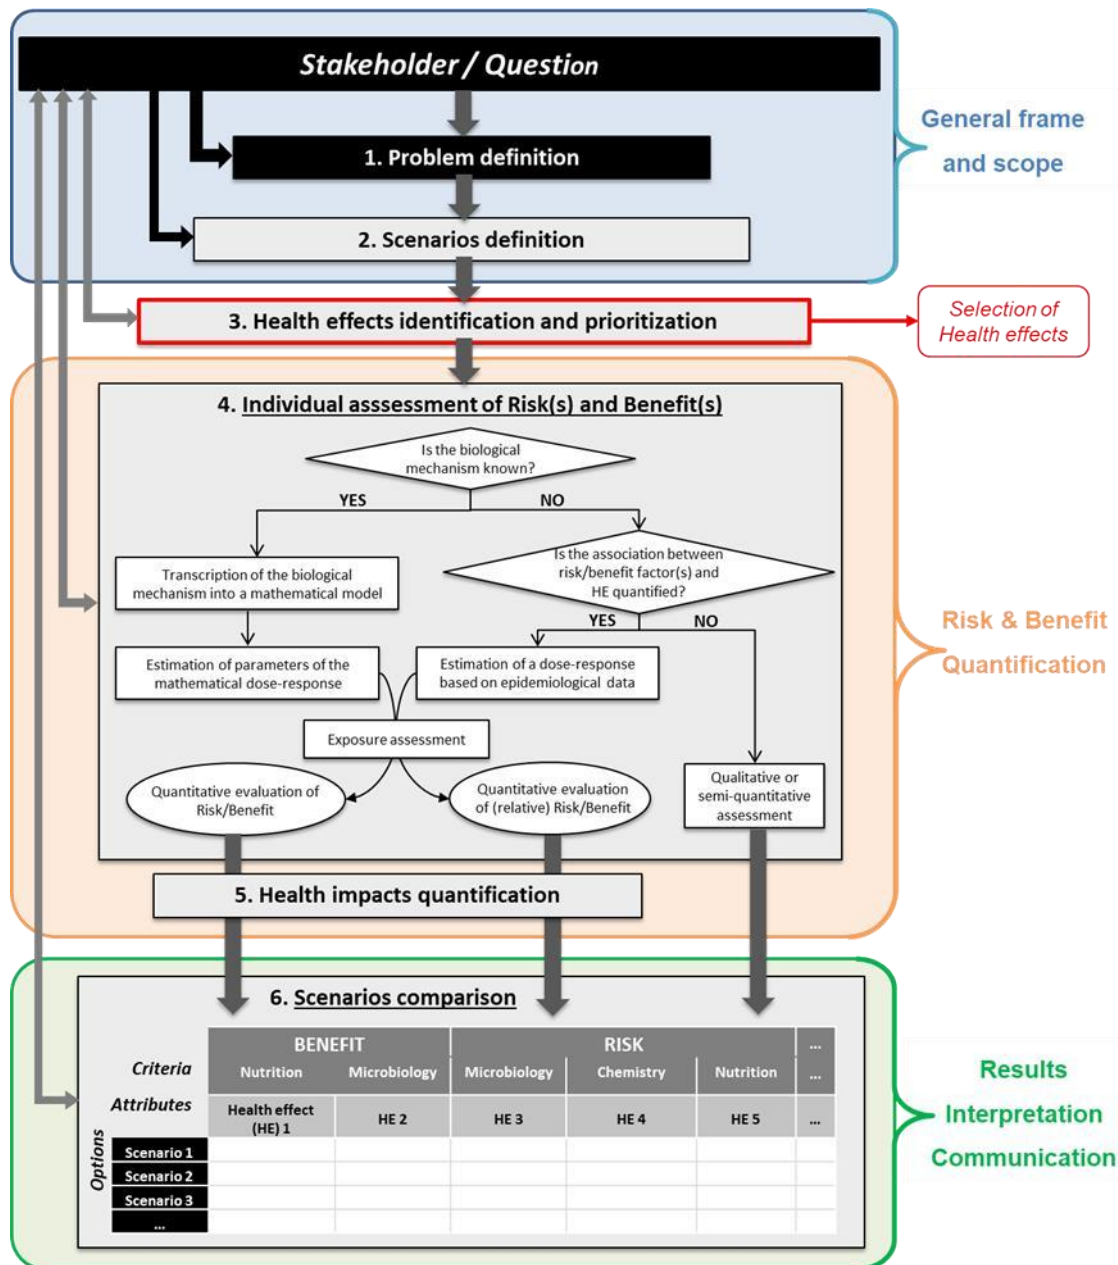 Stakeholder / Question
1. Problem definition
2. Scenarios definition
General frame
and scope
3. Health effects identification and prioritization
Selection of
Health effects
4. Individual asssessment of Risk(s) and Benefit(s)
Is the biological
mechanism known?
YES
NO
Transcription of the biological
mechanism into a mathematical model
Is the association between
risk/benefit factor(s) and
HE quantified?
YES
NO
Estimation of parameters of the
mathematical dose-response
Estimation of a dose-response
based on epidemiological data
Exposure assessment
Quantitative evaluation of
Risk/Benefit
Quantitative evaluation
of (relative) Risk/Benefit
Qualitative or
semi-quantitative
assessment
Risk & Benefit
Quantification
5. Health impacts quantification
6. Scenarios comparison
Criteria
Attributes
Options
BENEFIT
RISK
...
Nutrition
Microbiology
Microbiology
Chemistry
Nutrition
...
Health effect
(HE) 1
HE 2
HE 3
HE 4
HE 5
...
Scenario 1
Scenario 2
Scenario 3
...
Results
Interpretation
Communication